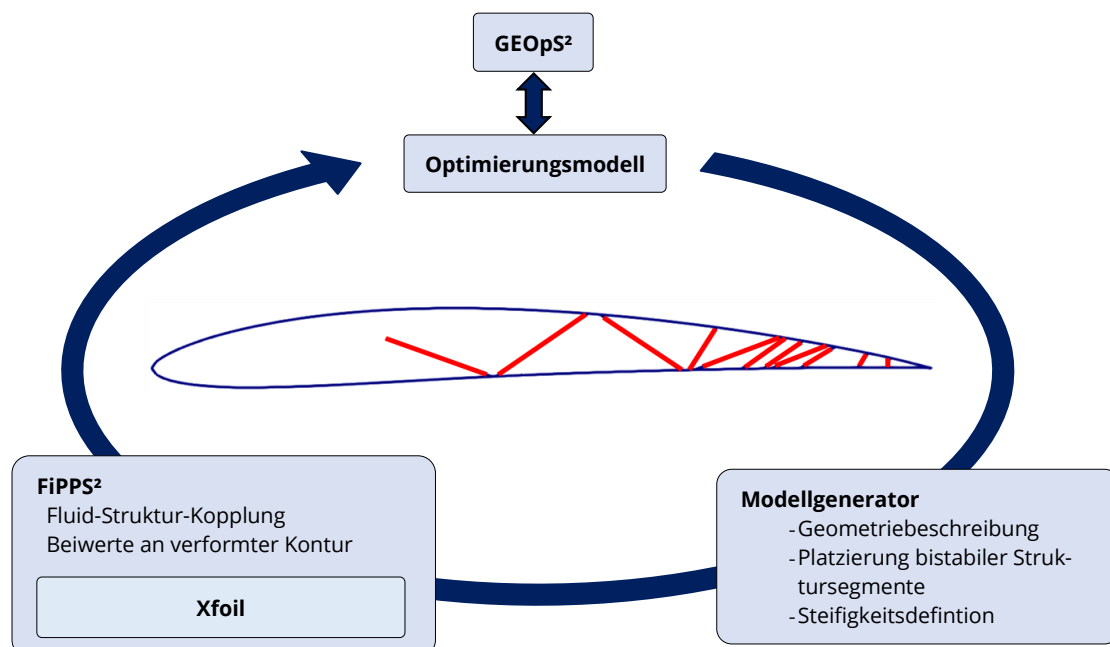 GEOpS²
Optimierungsmodell
FiPPS²
Fluid-Struktur-Kopplung
Beiwerte an verformter Kontur
Xfoil
Modellgenerator
-Geometriebeschreibung
-Platzierung bistabiler Struk-
tursegmente
-Steifigkeitsdefintion